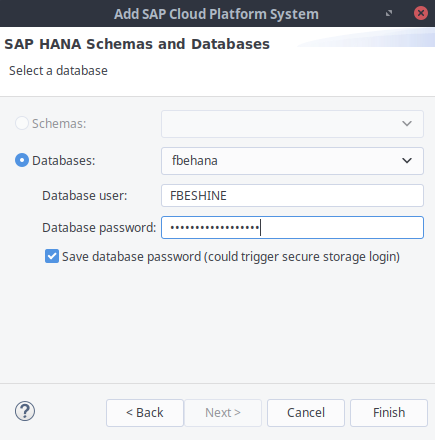 Add SAP Cloud Platform System
SAP HANA Schemas and Databases
Select a database
Schemas:
Databases: fbehana
Database user: FBESHINE
Database password: ••••••••••••••••••
Save database password (could trigger secure storage login)
? < Back Next > Cancel Finish